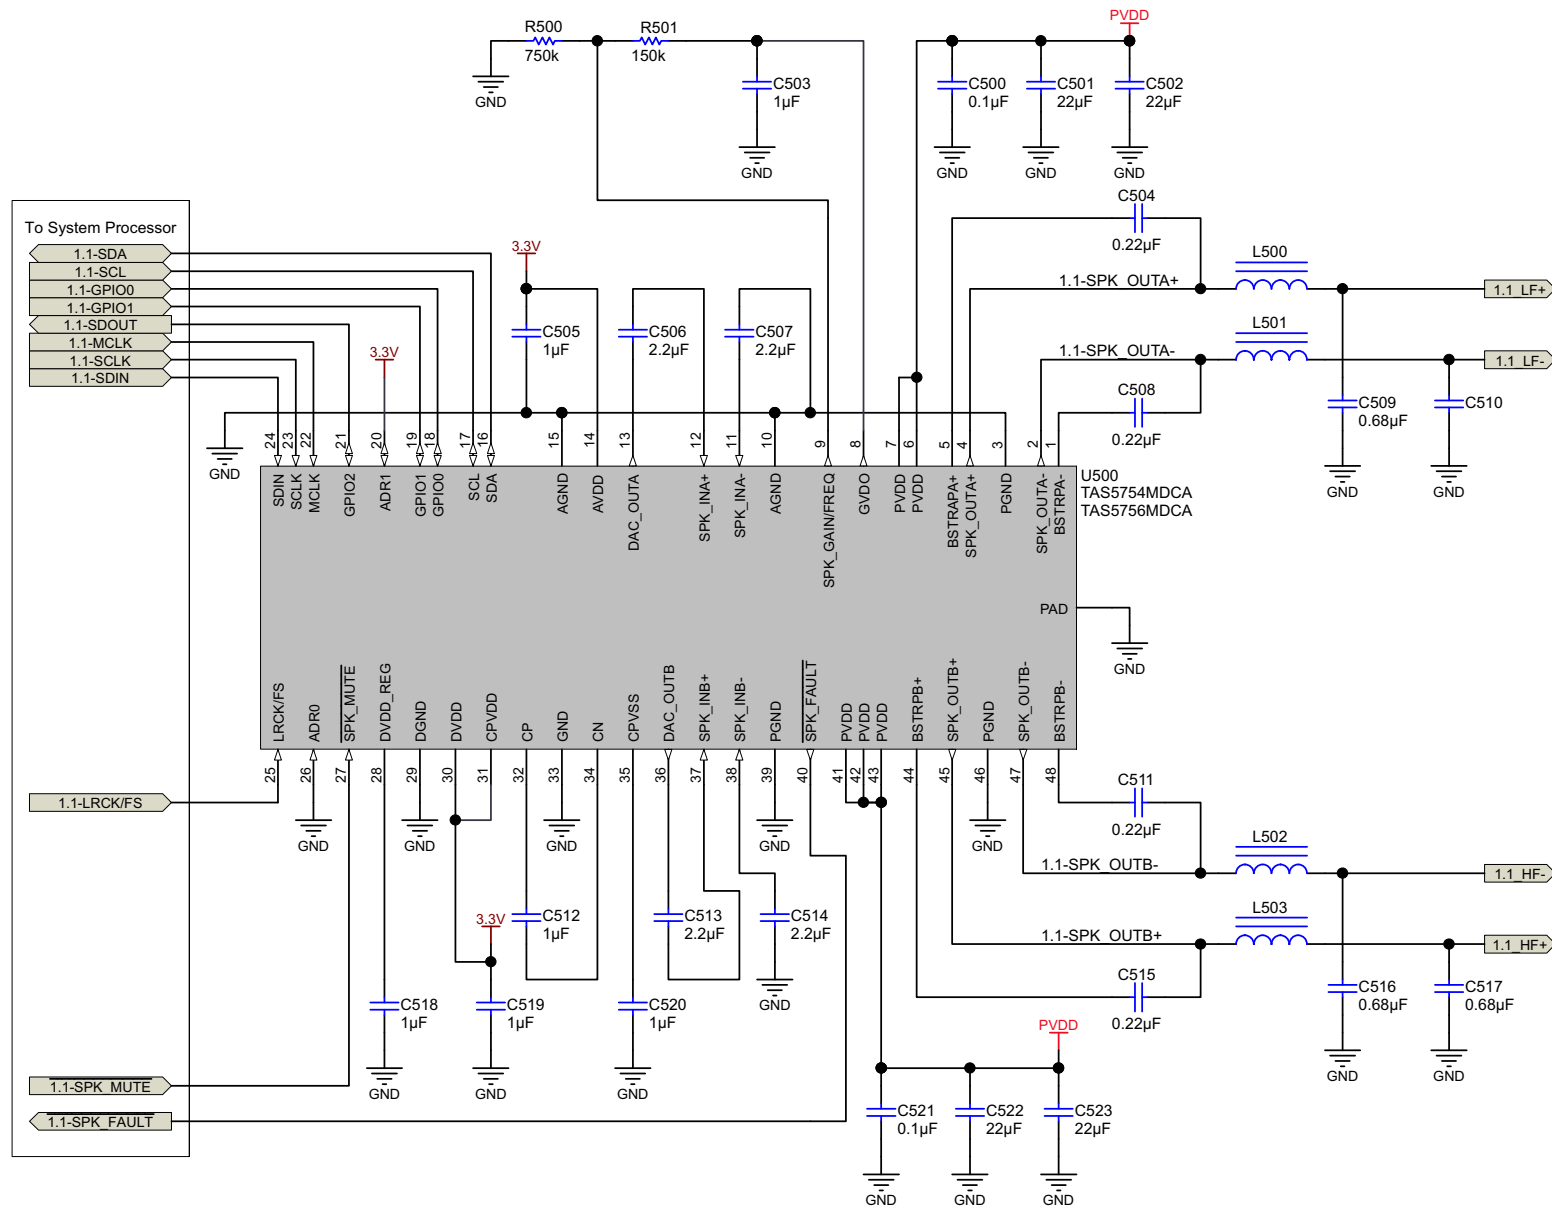 R500
750k
R501
150k
GND
C503
1µF
GND
PVDD
C500
0.1µF
C501
22µF
C502
22µF
GND
GND
GND
To System Processor
1.1-SDA
1.1-SCL
1.1-GPIO0
1.1-GPIO1
1.1-SDOUT
1.1-MCLK
1.1-SCLK
1.1-SDIN
3.3V
3.3V
C505
1µF
C506
2.2µF
C507
2.2µF
C504
0.22µF
L500
1.1-SPK_OUTA+
1.1_LF+
L501
1.1-SPK_OUTA-
1.1_LF-
C508
0.22µF
C509
0.68µF
C510
GND
GND
GND
24
23
22
21
20
19
18
17
16
15
14
13
12
11
10
9
8
7
6
5
4
3
2
1
SDIN
SCLK
MCLK
GPIO2
ADR1
GPIO1
GPIO0
SCL
SDA
AGND
AVDD
DAC_OUTA
SPK_INA+
SPK_INA-
AGND
SPK_GAIN/FREQ
GVDO
PVDD
PVDD
BSTRAPA+
SPK_OUTA+
PGND
SPK_OUTA-
BSTRPA-
U500
TAS5754MDCA
TAS5756MDCA
PAD
GND
LRCK/FS
ADR0
SPK_MUTE
DVDD_REG
DGND
DVDD
CPVDD
CP
GND
CN
CPVSS
DAC_OUTB
SPK_INB+
SPK_INB-
PGND
SPK_FAULT
PVDD
PVDD
PVDD
BSTRPB+
SPK_OUTB+
PGND
SPK_OUTB-
BSTRPB-
25
26
27
28
29
30
31
32
33
34
35
36
37
38
39
40
41
42
43
44
45
46
47
48
1.1-LRCK/FS
GND
GND
GND
GND
GND
C511
0.22µF
L502
1.1-SPK_OUTB-
1.1_HF-
L503
1.1-SPK_OUTB+
1.1_HF+
3.3V
C512
1µF
C513
2.2µF
C514
2.2µF
GND
C515
0.22µF
C516
0.68µF
C517
0.68µF
GND
GND
C518
1µF
C519
1µF
C520
1µF
GND
GND
GND
1.1-SPK_MUTE
1.1-SPK_FAULT
PVDD
C521
0.1µF
C522
22µF
C523
22µF
GND
GND
GND